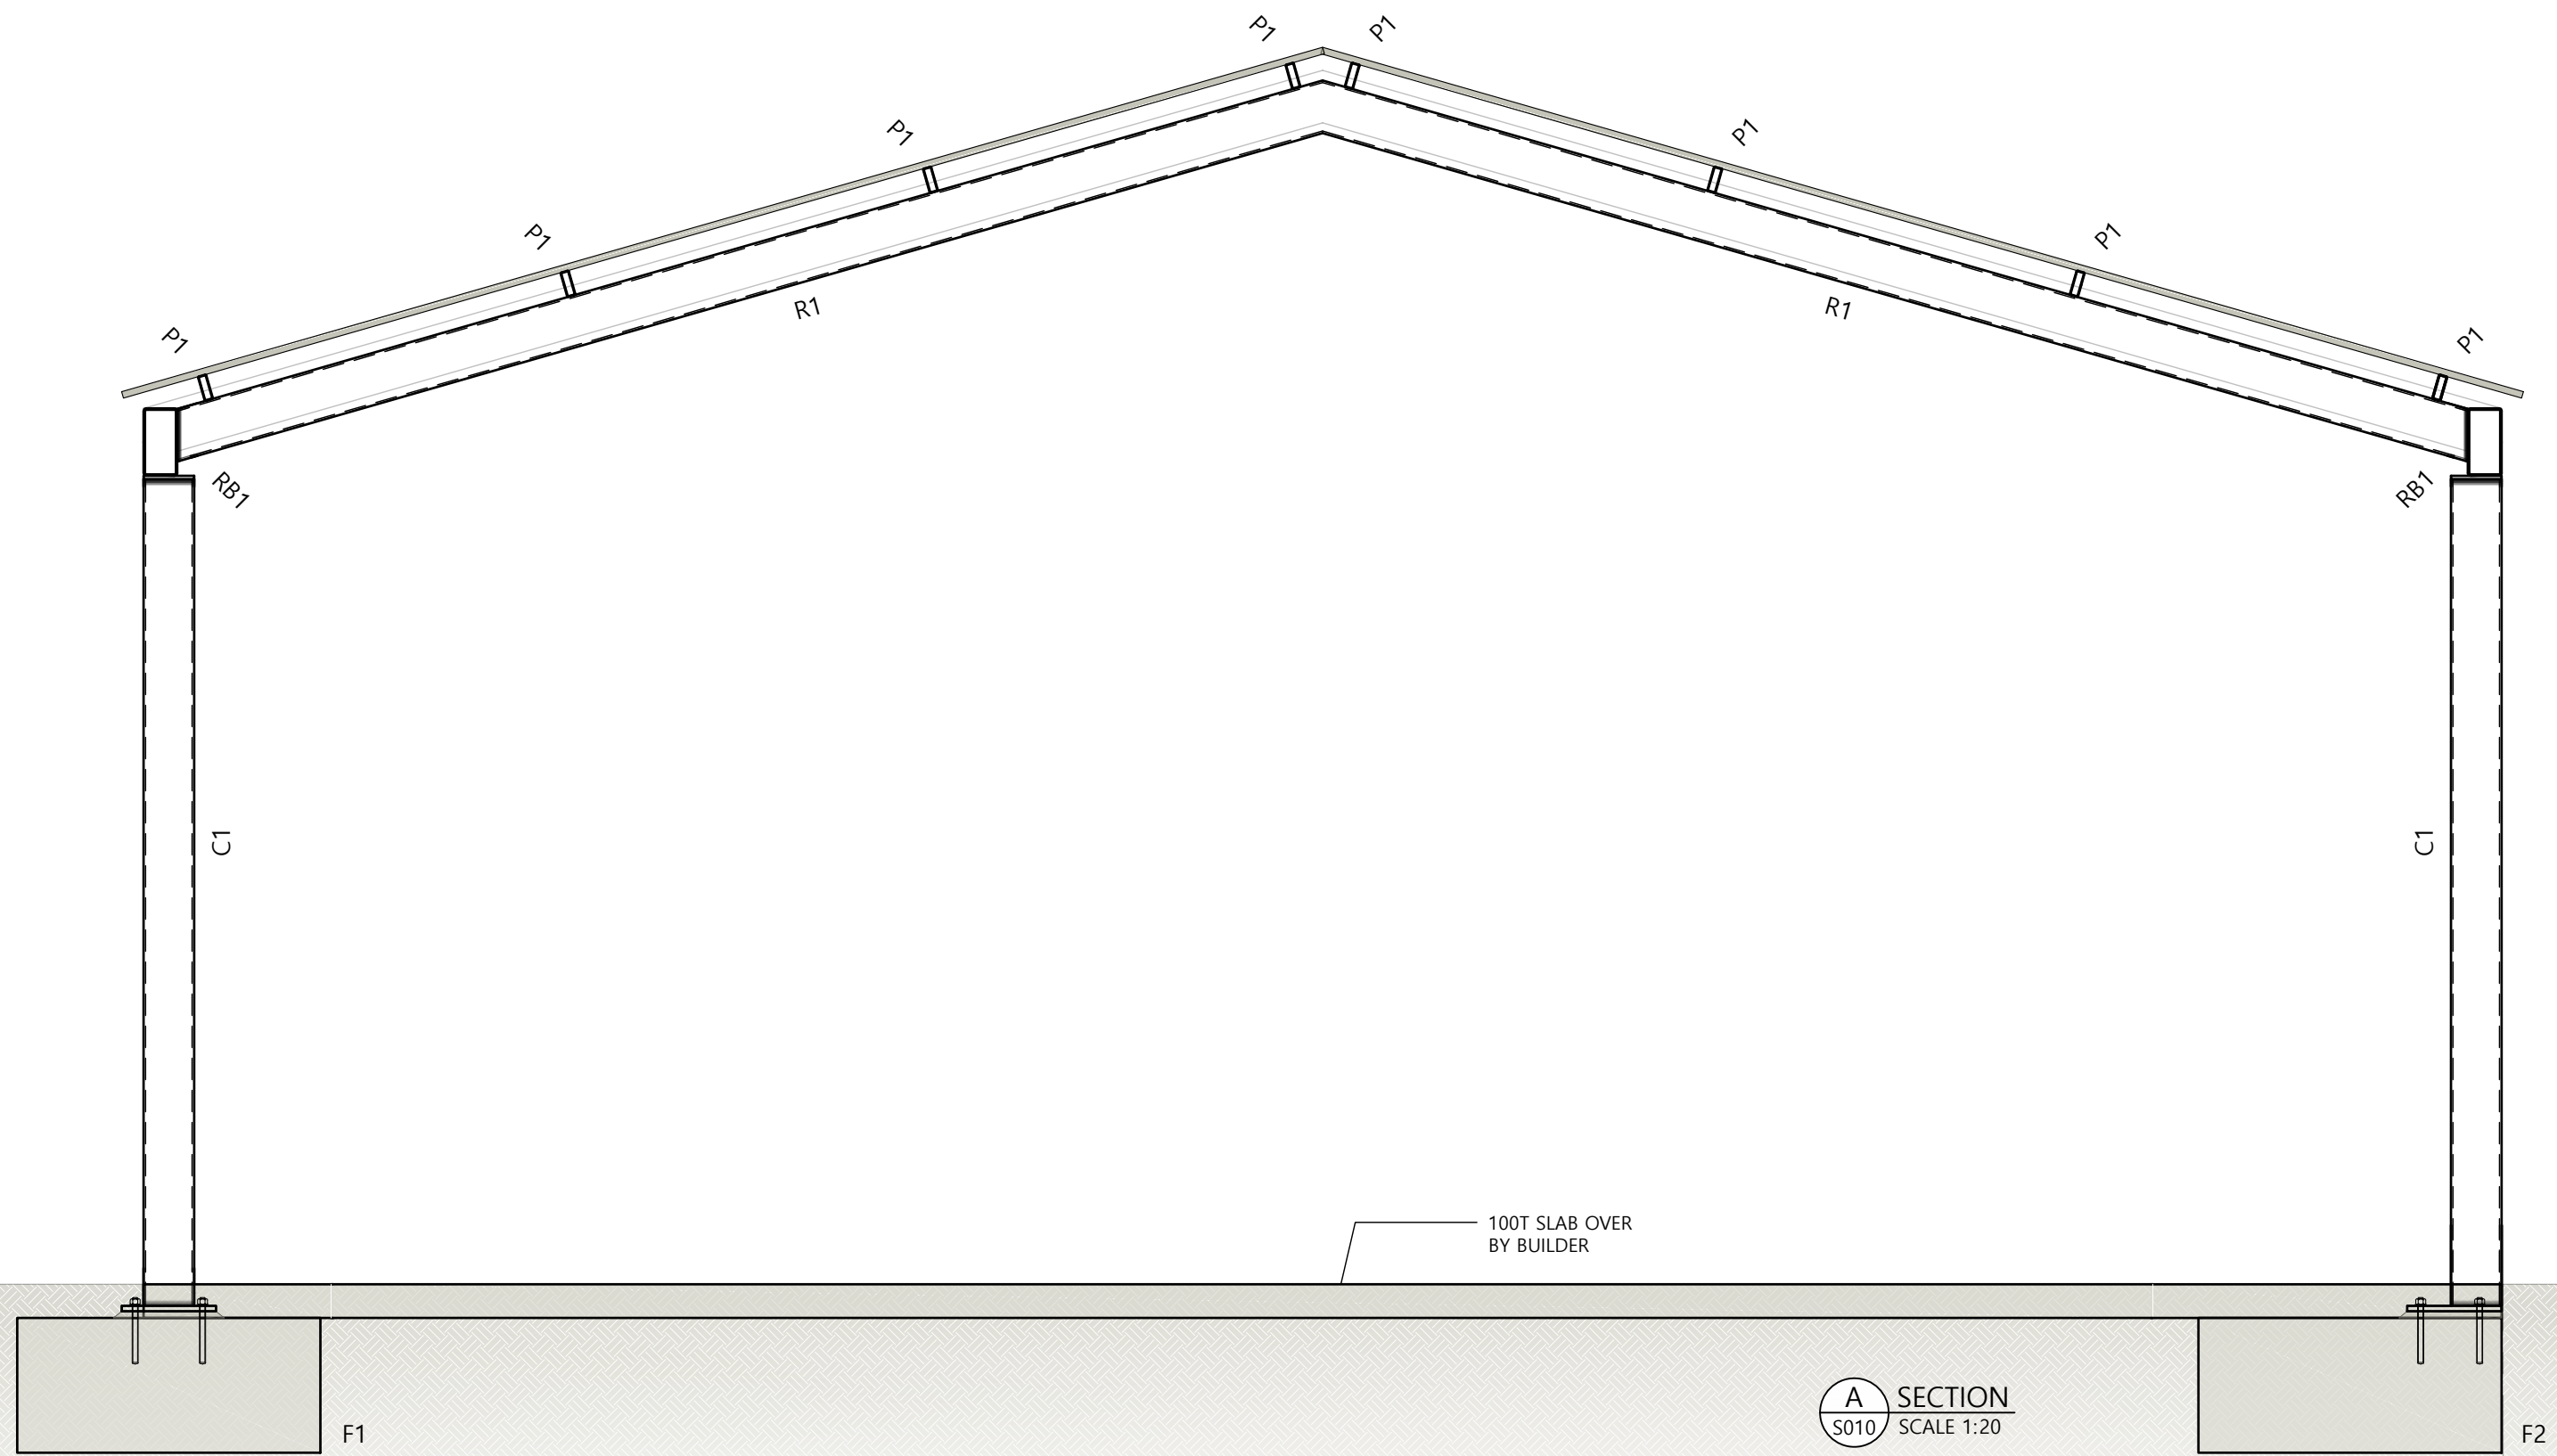 P1
P1
P1
P1
P1
P1
P1
P1
R1
R1
RB1
RB1
C1
C1
100T SLAB OVER
BY BUILDER
A
SECTION
S010
SCALE 1:20
F1
F2